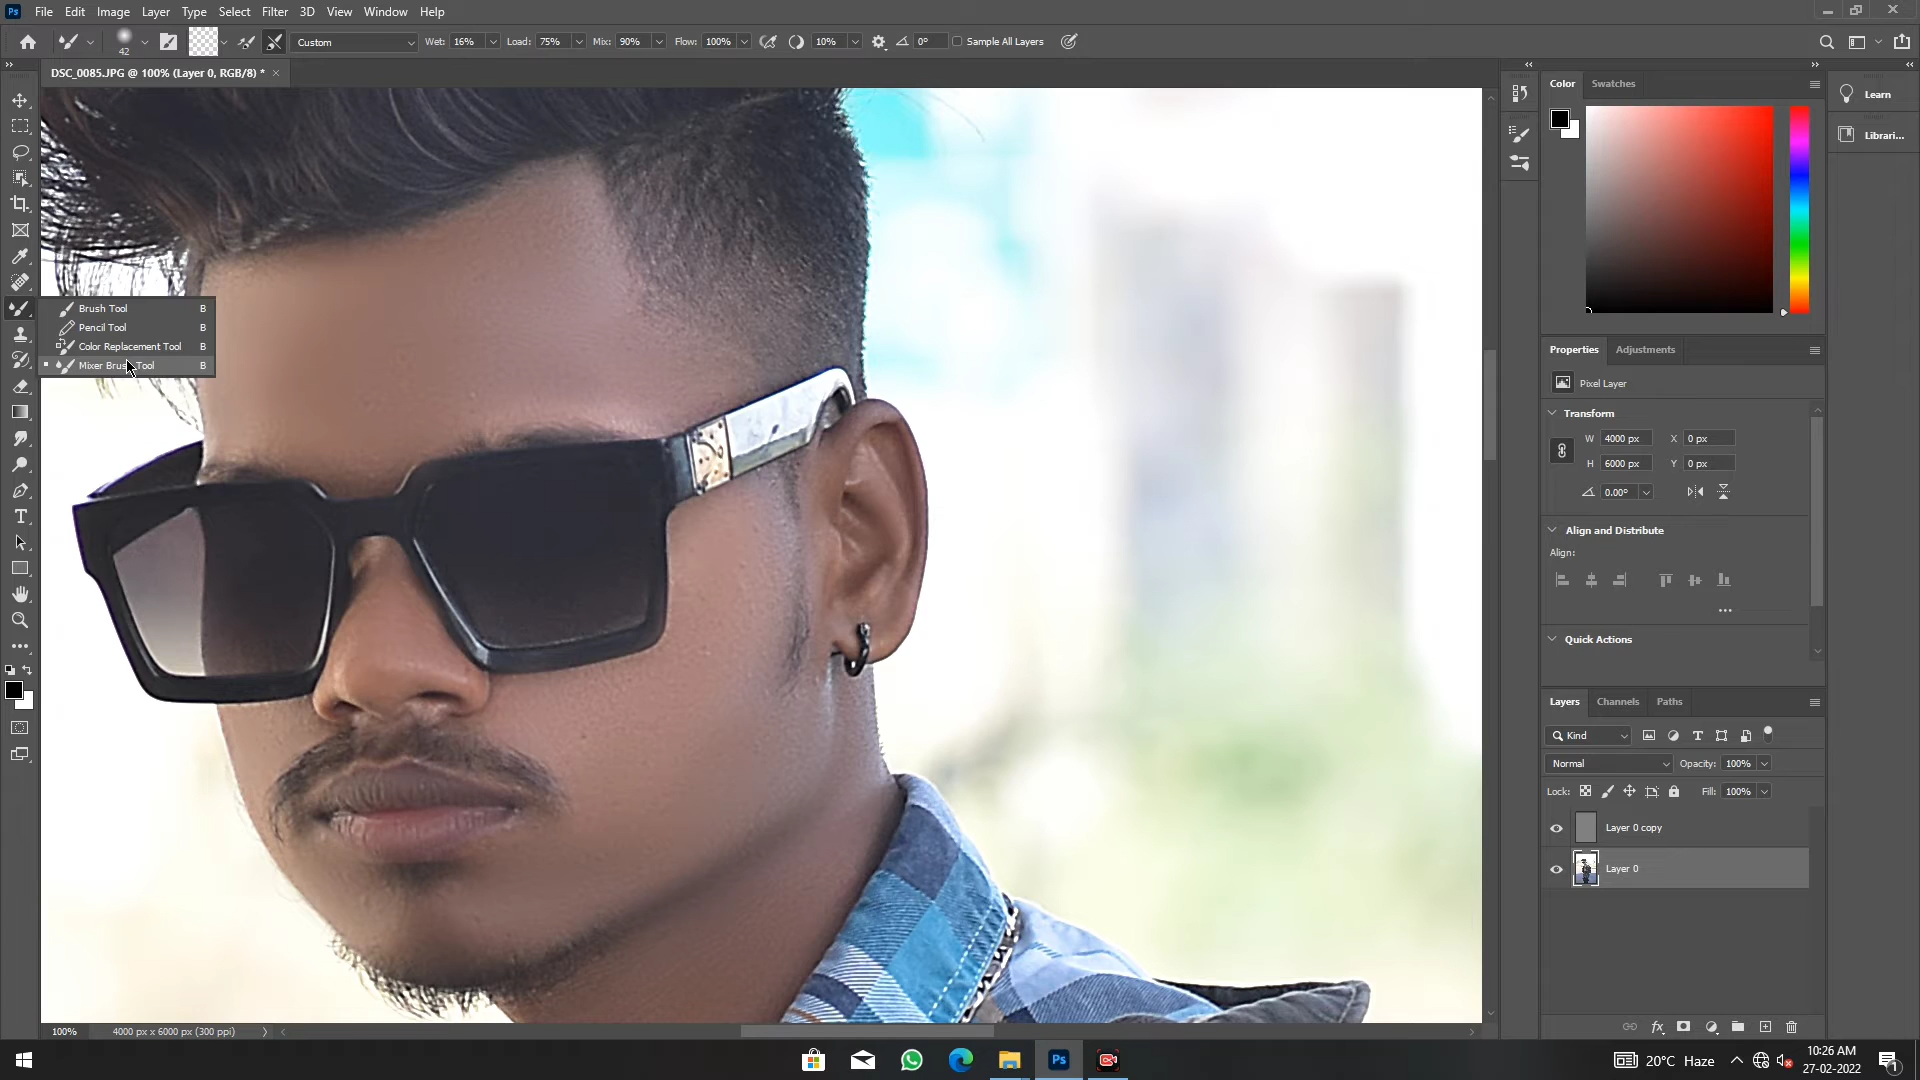 Ps File Edit Image Layer Type Select Filter 3D View Window Help
42 Custom Wet: 16% Load: 75% Mix: 90% Flow: 100% 10% 0° Sample All Layers
DSC_0085.JPG @ 100% (Layer 0, RGB/8) * ×
Brush Tool B
Pencil Tool B
Color Replacement Tool B
Mixer Brush Tool B
Color Swatches
Learn
Librari...
Properties Adjustments
Pixel Layer
Transform
W 4000 px X 0 px
H 6000 px Y 0 px
0.00°
Align and Distribute
Align:
Quick Actions
Layers Channels Paths
Kind
Normal Opacity: 100%
Lock: Fill: 100%
Layer 0 copy
Layer 0
100% 4000 px x 6000 px (300 ppi)
Ps 20°C Haze 10:26 AM
27-02-2022
1